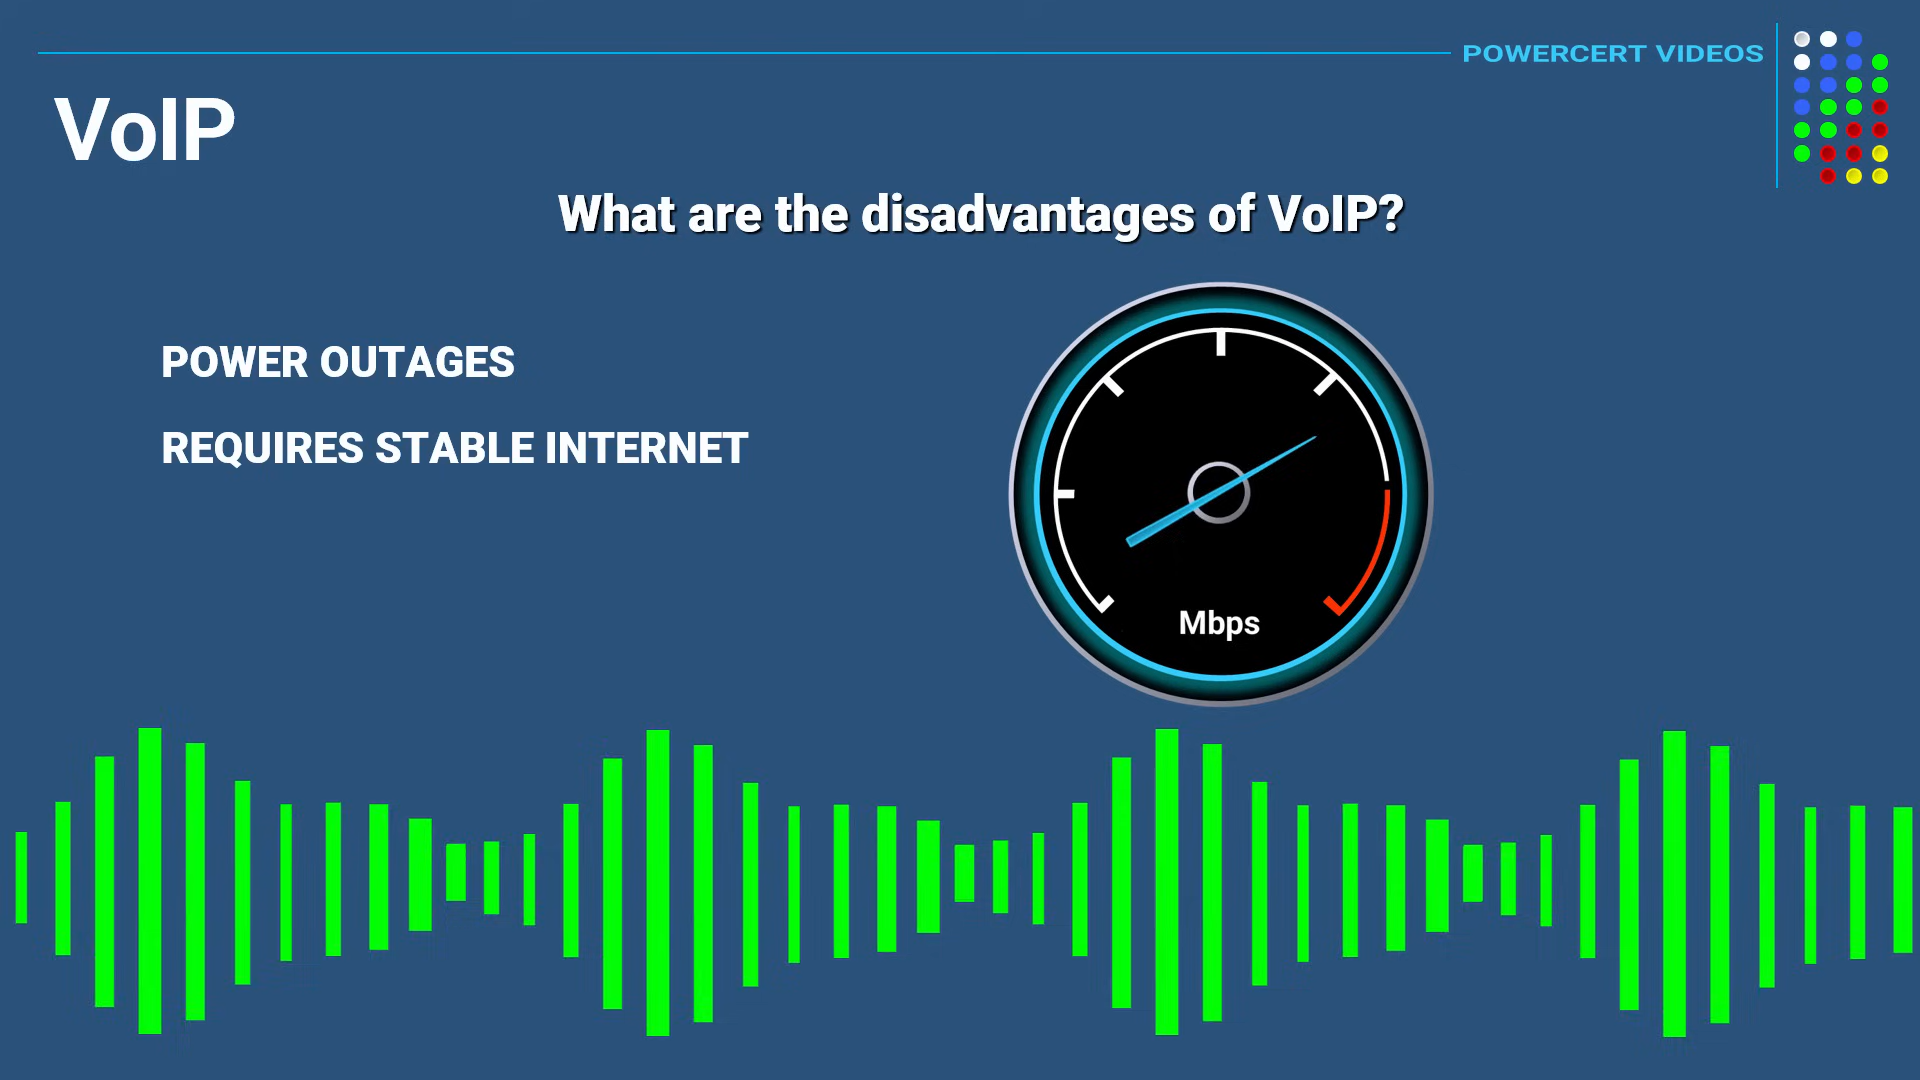 POWERCERT VIDEOS
VoIP
What are the disadvantages of VoIP?
POWER OUTAGES
REQUIRES STABLE INTERNET
Mbps